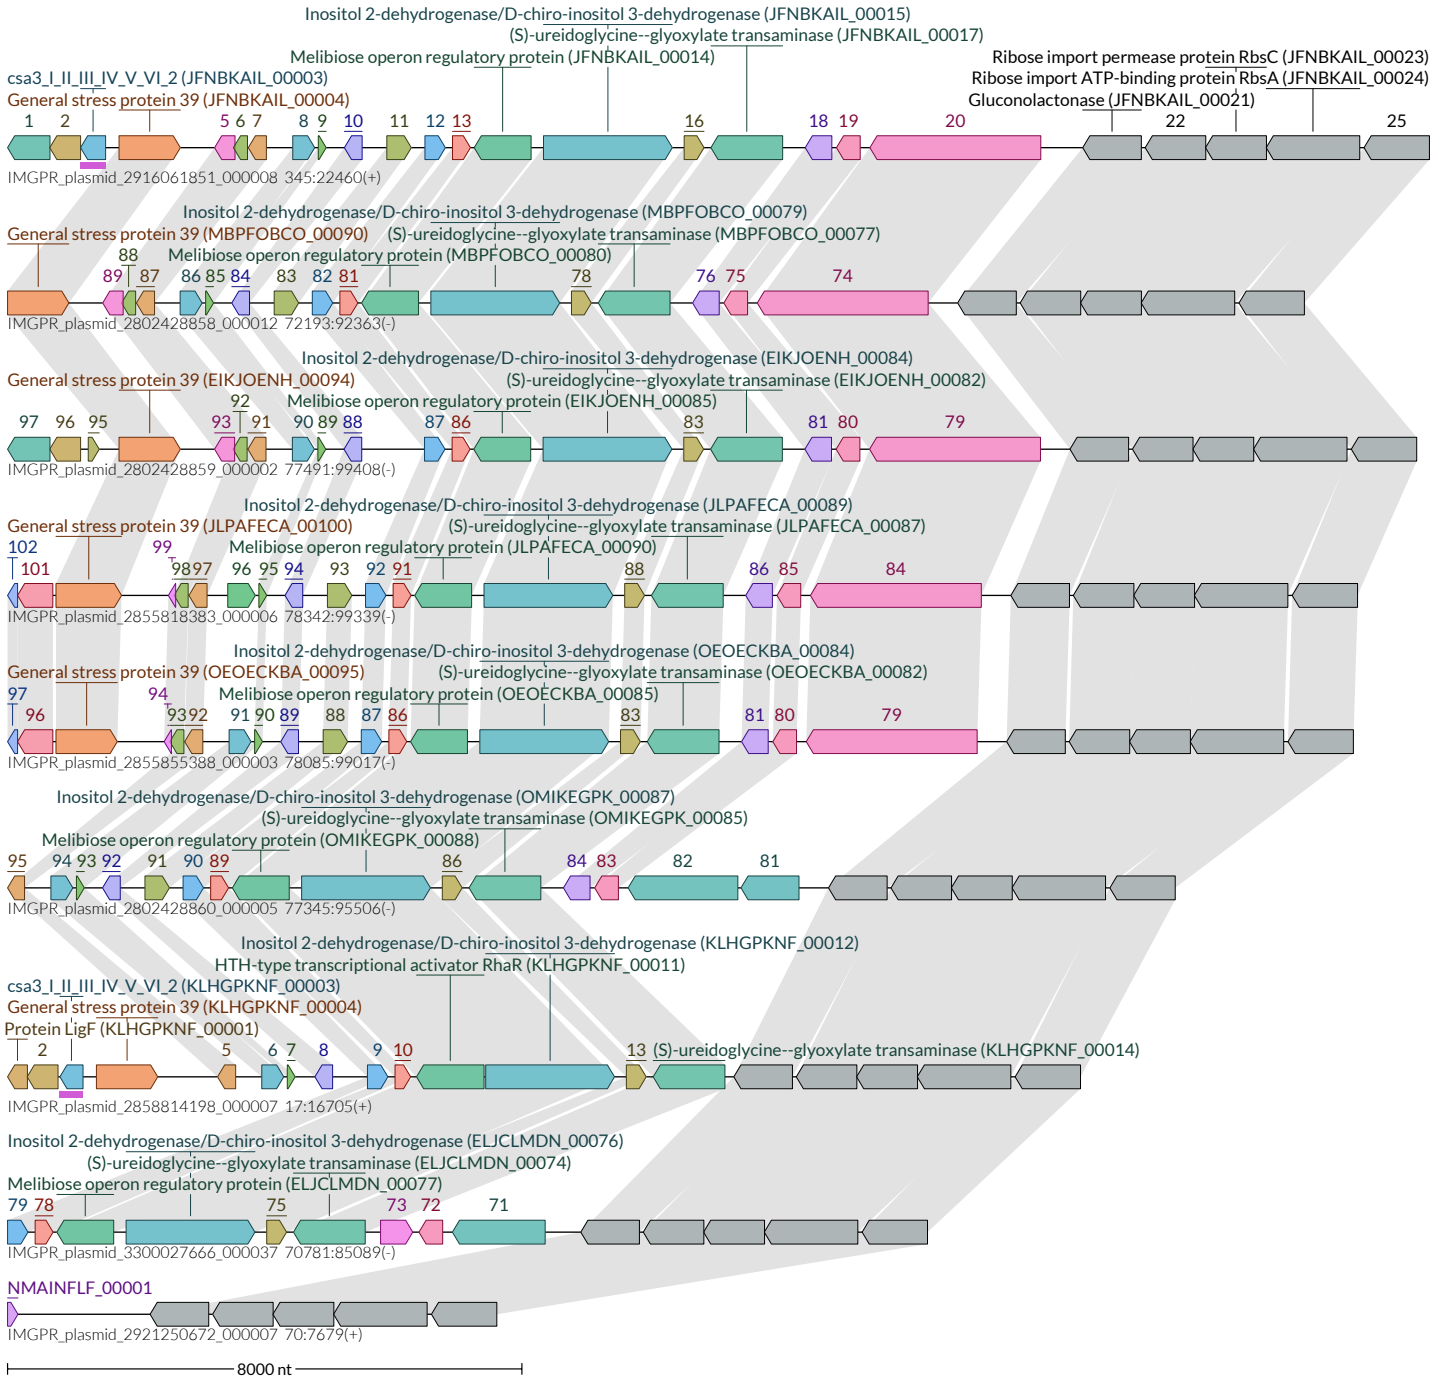 Inositol 2-dehydrogenase/D-chiro-inositol 3-dehydrogenase (JFNBKAIL_00015)
(S)-ureidoglycine--glyoxylate transaminase (JFNBKAIL_00017)
Melibiose operon regulatory protein (JFNBKAIL_00014)
Ribose import permease protein RbsC (JFNBKAIL_00023)
csa3_I_II_III_IV_V_VI_2 (JFNBKAIL_00003)
Ribose import ATP-binding protein RbsA (JFNBKAIL_00024)
General stress protein 39 (JFNBKAIL_00004)
Gluconolactonase (JFNBKAIL_00021)
1 2 5 6 7 8 9 10 11 12 13 16 18 19 20 22 25
IMGPR_plasmid_2916061851_000008 345:22460(+)
Inositol 2-dehydrogenase/D-chiro-inositol 3-dehydrogenase (MBPFOBCO_00079)
General stress protein 39 (MBPFOBCO_00090) (S)-ureidoglycine--glyoxylate transaminase (MBPFOBCO_00077)
88 Melibiose operon regulatory protein (MBPFOBCO_00080)
89 87 86 85 84 83 82 81 78 76 75 74
IMGPR_plasmid_2802428858_000012 72193:92363(-)
Inositol 2-dehydrogenase/D-chiro-inositol 3-dehydrogenase (EIKJOENH_00084)
General stress protein 39 (EIKJOENH_00094) (S)-ureidoglycine--glyoxylate transaminase (EIKJOENH_00082)
92 Melibiose operon regulatory protein (EIKJOENH_00085)
97 96 95 93 91 90 89 88 87 86 83 81 80 79
IMGPR_plasmid_2802428859_000002 77491:99408(-)
Inositol 2-dehydrogenase/D-chiro-inositol 3-dehydrogenase (JLPAFECA_00089)
General stress protein 39 (JLPAFECA_00100) (S)-ureidoglycine--glyoxylate transaminase (JLPAFECA_00087)
102 99 Melibiose operon regulatory protein (JLPAFECA_00090)
101 98 97 96 95 94 93 92 91 88 86 85 84
IMGPR_plasmid_2855818383_000006 78342:99339(-)
Inositol 2-dehydrogenase/D-chiro-inositol 3-dehydrogenase (OEOECKBA_00084)
General stress protein 39 (OEOECKBA_00095) (S)-ureidoglycine--glyoxylate transaminase (OEOECKBA_00082)
97 94 Melibiose operon regulatory protein (OEOECKBA_00085)
96 93 92 91 90 89 88 87 86 83 81 80 79
IMGPR_plasmid_2855855388_000003 78085:99017(-)
Inositol 2-dehydrogenase/D-chiro-inositol 3-dehydrogenase (OMIKEGPK_00087)
(S)-ureidoglycine--glyoxylate transaminase (OMIKEGPK_00085)
Melibiose operon regulatory protein (OMIKEGPK_00088)
95 94 93 92 91 90 89 86 84 83 82 81
IMGPR_plasmid_2802428860_000005 77345:95506(-)
Inositol 2-dehydrogenase/D-chiro-inositol 3-dehydrogenase (KLHGPKNF_00012)
HTH-type transcriptional activator RhaR (KLHGPKNF_00011)
csa3_I_II_III_IV_V_VI_2 (KLHGPKNF_00003)
General stress protein 39 (KLHGPKNF_00004)
Protein LigF (KLHGPKNF_00001)
2 5 6 7 8 9 10 13 (S)-ureidoglycine--glyoxylate transaminase (KLHGPKNF_00014)
IMGPR_plasmid_2858814198_000007 17:16705(+)
Inositol 2-dehydrogenase/D-chiro-inositol 3-dehydrogenase (ELJCLMDN_00076)
(S)-ureidoglycine--glyoxylate transaminase (ELJCLMDN_00074)
Melibiose operon regulatory protein (ELJCLMDN_00077)
79 78 75 73 72 71
IMGPR_plasmid_3300027666_000037 70781:85089(-)
NMAINFLF_00001
IMGPR_plasmid_2921250672_000007 70:7679(+)
8000 nt